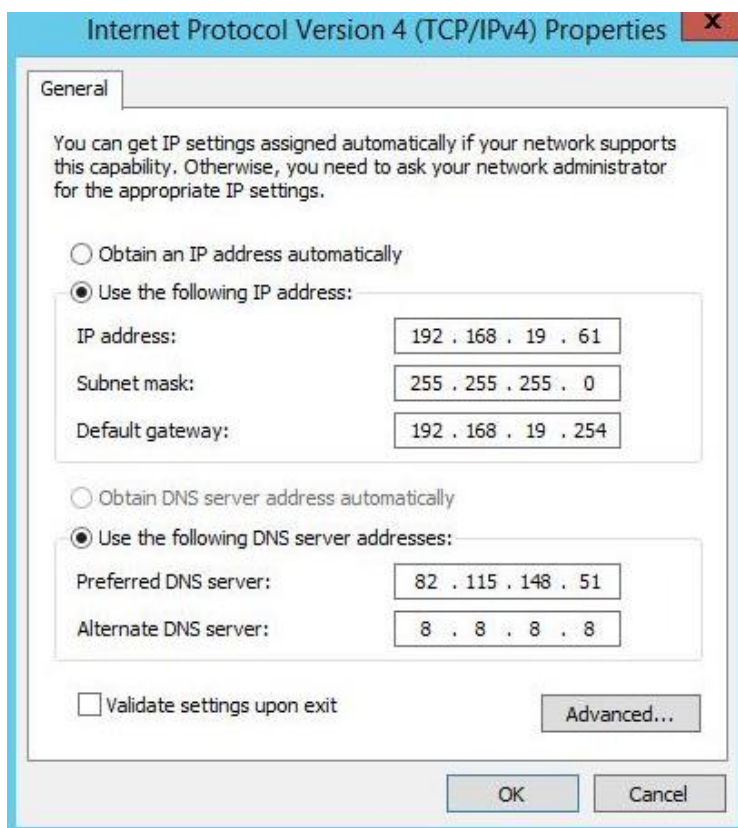 Internet Protocol Version 4 (TCP/IPv4) Properties
x
General
You can get IP settings assigned automatically if your network supports
this capability. Otherwise, you need to ask your network administrator
for the appropriate IP settings.
Obtain an IP address automatically
Use the following IP address:
IP address: 192 . 168 . 19 . 61
Subnet mask: 255 . 255 . 255 . 0
Default gateway: 192 . 168 . 19 . 254
Obtain DNS server address automatically
Use the following DNS server addresses:
Preferred DNS server: 82 . 115 . 148 . 51
Alternate DNS server: 8 . 8 . 8 . 8
Validate settings upon exit
Advanced...
OK Cancel